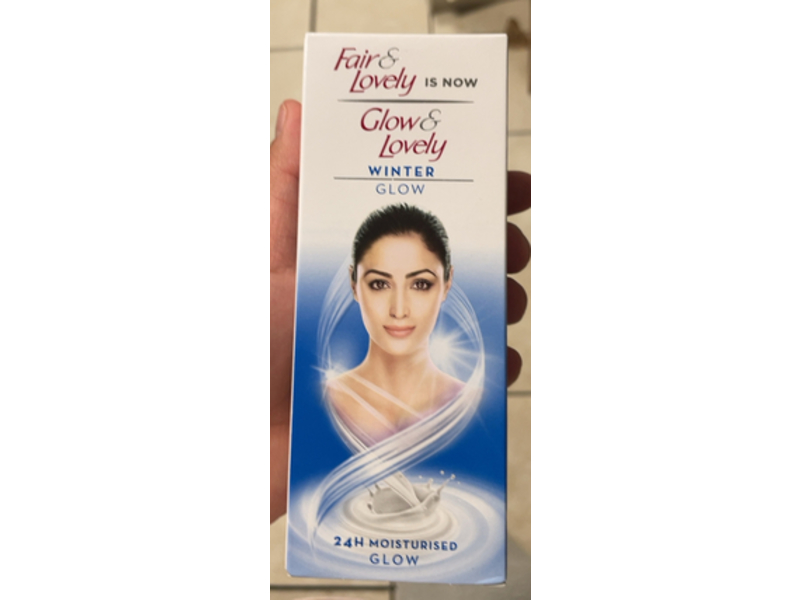 Fair &
Lovely IS NOW
Glow &
Lovely
WINTER
GLOW
24H MOISTURISED
GLOW